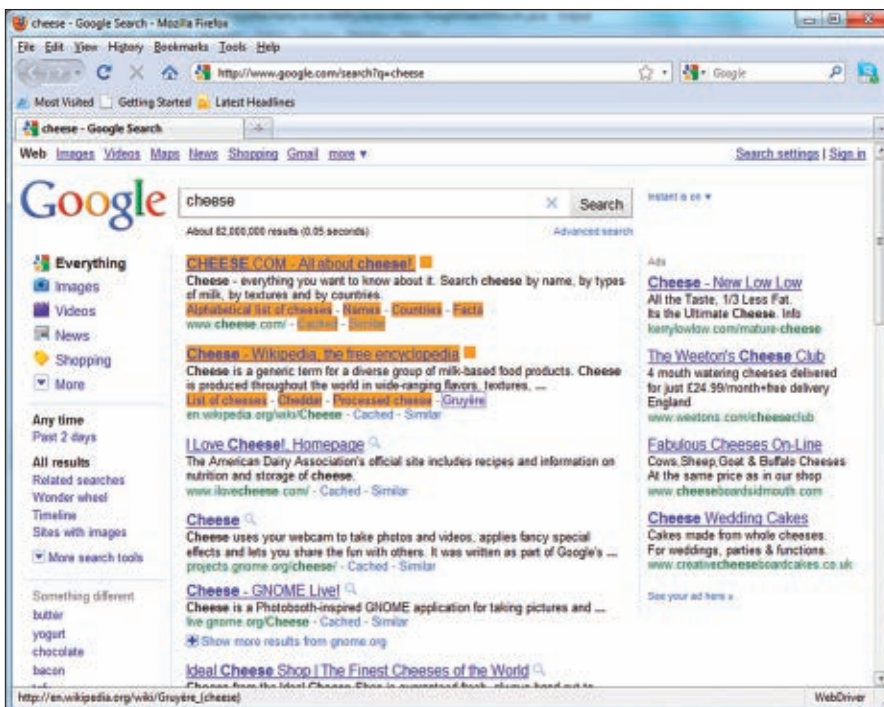 cheese - Google Search - Mozilla Firefox
File Edit View History Bookmarks Tools Help
http://www.google.com/search?q=cheese
Google
Most Visited Getting Started Latest Headlines
cheese - Google Search
Web Images Videos Maps News Shopping Gmail more ▼
Search settings | Sign in
Google
cheese
Search
Instant is on ▼
About 82,000,000 results (0.05 seconds)
Advanced search
Everything
Images
Videos
News
Shopping
More
Any time
Past 2 days
All results
Related searches
Wonder wheel
Timeline
Sites with images
More search tools
Something different
butter
yogurt
chocolate
bacon
CHEESE.COM - All about cheese!.
Cheese - everything you want to know about it. Search cheese by name, by types
of milk, by textures and by countries.
Alphabetical list of cheeses - Names - Countries - Facts
www.cheese.com/ - Cached - Similar
Cheese - Wikipedia, the free encyclopedia
Cheese is a generic term for a diverse group of milk-based food products. Cheese
is produced throughout the world in wide-ranging flavors, textures, ...
List of cheeses - Cheddar - Processed cheese - Gruyère
en.wikipedia.org/wiki/Cheese - Cached - Similar
I Love Cheese!, Homepage
The American Dairy Association's official site includes recipes and information on
nutrition and storage of cheese.
www.ilovecheese.com/ - Cached - Similar
Cheese
Cheese uses your webcam to take photos and videos, applies fancy special
effects and lets you share the fun with others. It was written as part of Google's ...
projects.gnome.org/cheese/ - Cached - Similar
Cheese - GNOME Live!
Cheese is a Photobooth-inspired GNOME application for taking pictures and ...
live.gnome.org/Cheese - Cached - Similar
Show more results from gnome.org
Ideal Cheese Shop | The Finest Cheeses of the World
Ads
Cheese - New Low Low
All the Taste, 1/3 Less Fat.
Its the Ultimate Cheese. Info
kerrylowlow.com/mature-cheese
The Weeton's Cheese Club
4 mouth watering cheeses delivered
for just £24.99/month+free delivery
England
www.weetons.com/cheeseclub
Fabulous Cheeses On-Line
Cows,Sheep,Goat & Buffalo Cheeses
At the same price as in our shop
www.cheeseboardsidmouth.com
Cheese Wedding Cakes
Cakes made from whole cheeses.
For weddings, parties & functions.
www.creativecheeseboardcakes.co.uk
See your ad here »
http://en.wikipedia.org/wiki/Gruyère_(cheese)
WebDriver